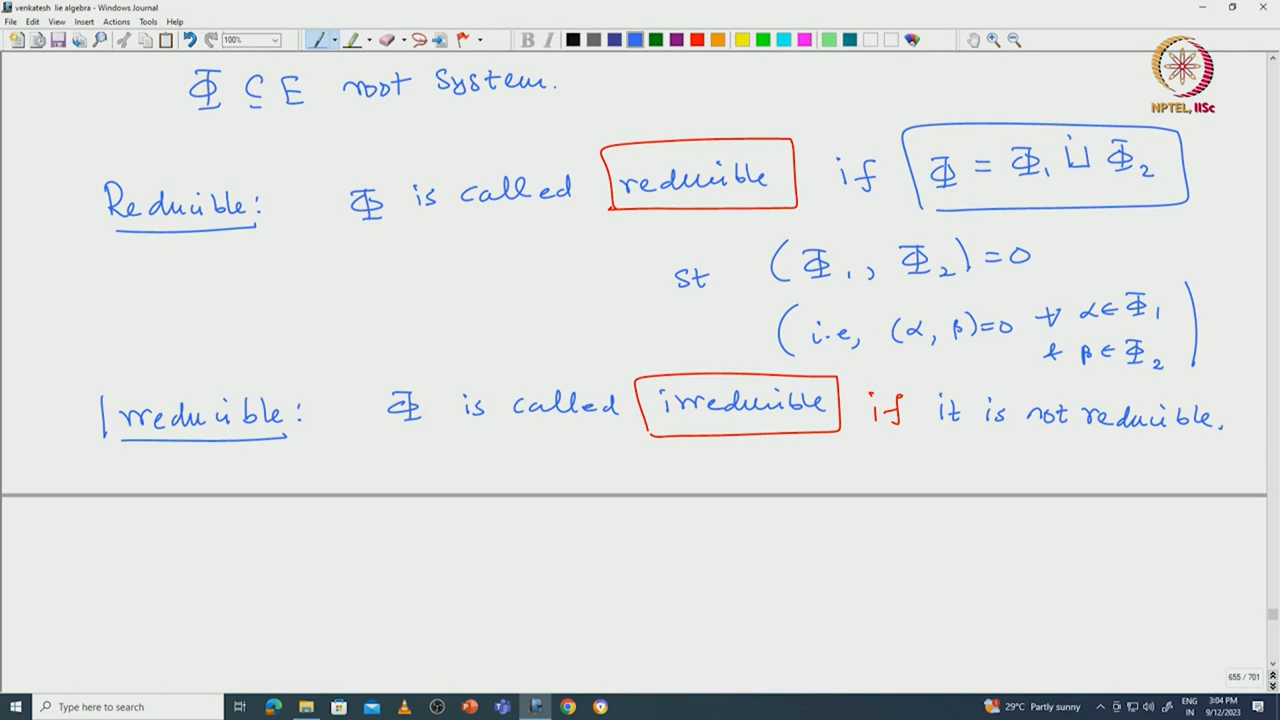 venkatesh lie algebra - Windows Journal
File Edit View Insert Actions Tools Help
100%
B I
NPTEL, IISc
Φ ⊆ E root System.
Reducible: Φ is called reducible if Φ = Φ₁ ⊔ Φ₂
st (Φ₁, Φ₂) = 0
(i.e, (α, β) = 0 ∀ α ∈ Φ₁
& β ∈ Φ₂)
Irreducible: Φ is called irreducible if it is not reducible.
655 / 701
Type here to search
29°C Partly sunny
ENG
IN
3:04 PM
9/12/2023